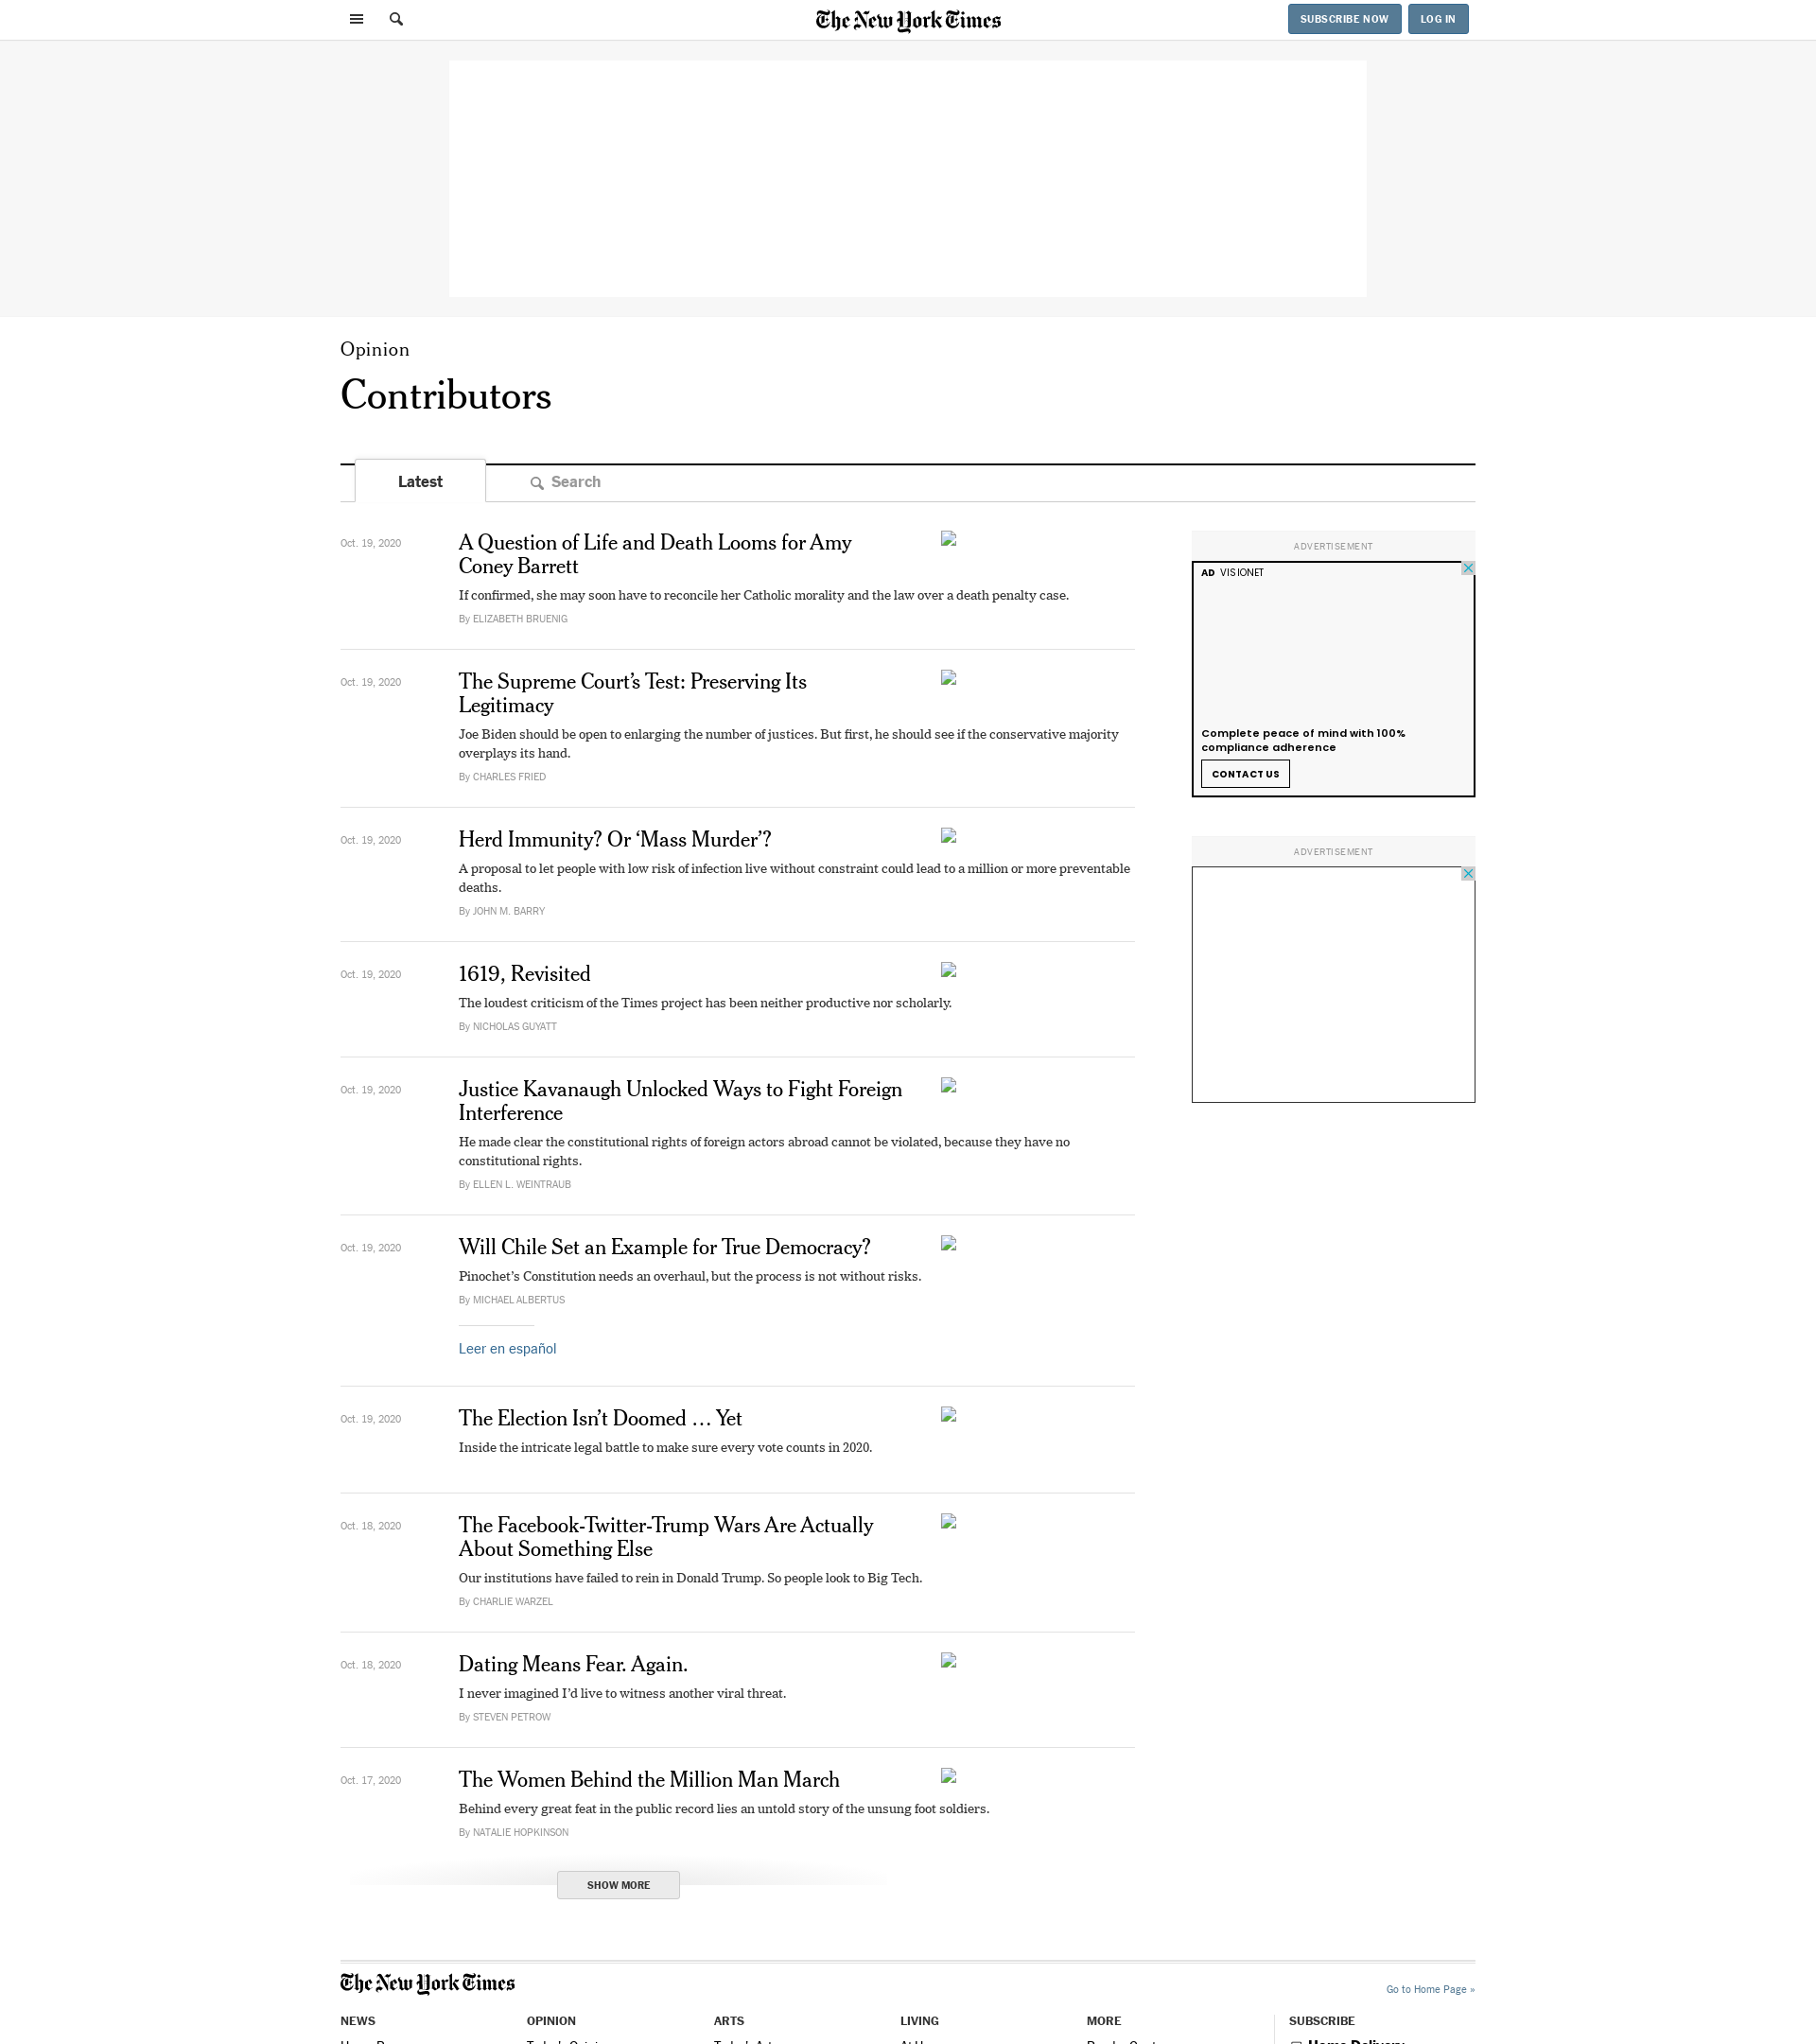 The New York Times
SUBSCRIBE NOW
LOG IN
Opinion
Contributors
Latest
Search
Oct. 19, 2020
A Question of Life and Death Looms for Amy
Coney Barrett
If confirmed, she may soon have to reconcile her Catholic morality and the law over a death penalty case.
By ELIZABETH BRUENIG
Oct. 19, 2020
The Supreme Court’s Test: Preserving Its
Legitimacy
Joe Biden should be open to enlarging the number of justices. But first, he should see if the conservative majority
overplays its hand.
By CHARLES FRIED
Oct. 19, 2020
Herd Immunity? Or ‘Mass Murder’?
A proposal to let people with low risk of infection live without constraint could lead to a million or more preventable
deaths.
By JOHN M. BARRY
Oct. 19, 2020
1619, Revisited
The loudest criticism of the Times project has been neither productive nor scholarly.
By NICHOLAS GUYATT
Oct. 19, 2020
Justice Kavanaugh Unlocked Ways to Fight Foreign
Interference
He made clear the constitutional rights of foreign actors abroad cannot be violated, because they have no
constitutional rights.
By ELLEN L. WEINTRAUB
Oct. 19, 2020
Will Chile Set an Example for True Democracy?
Pinochet’s Constitution needs an overhaul, but the process is not without risks.
By MICHAEL ALBERTUS
Leer en español
Oct. 19, 2020
The Election Isn’t Doomed … Yet
Inside the intricate legal battle to make sure every vote counts in 2020.
Oct. 18, 2020
The Facebook-Twitter-Trump Wars Are Actually
About Something Else
Our institutions have failed to rein in Donald Trump. So people look to Big Tech.
By CHARLIE WARZEL
Oct. 18, 2020
Dating Means Fear. Again.
I never imagined I’d live to witness another viral threat.
By STEVEN PETROW
Oct. 17, 2020
The Women Behind the Million Man March
Behind every great feat in the public record lies an untold story of the unsung foot soldiers.
By NATALIE HOPKINSON
SHOW MORE
ADVERTISEMENT
AD VISIONET
Complete peace of mind with 100%
compliance adherence
CONTACT US
ADVERTISEMENT
The New York Times
Go to Home Page »
NEWS
OPINION
ARTS
LIVING
MORE
SUBSCRIBE
Home Delivery